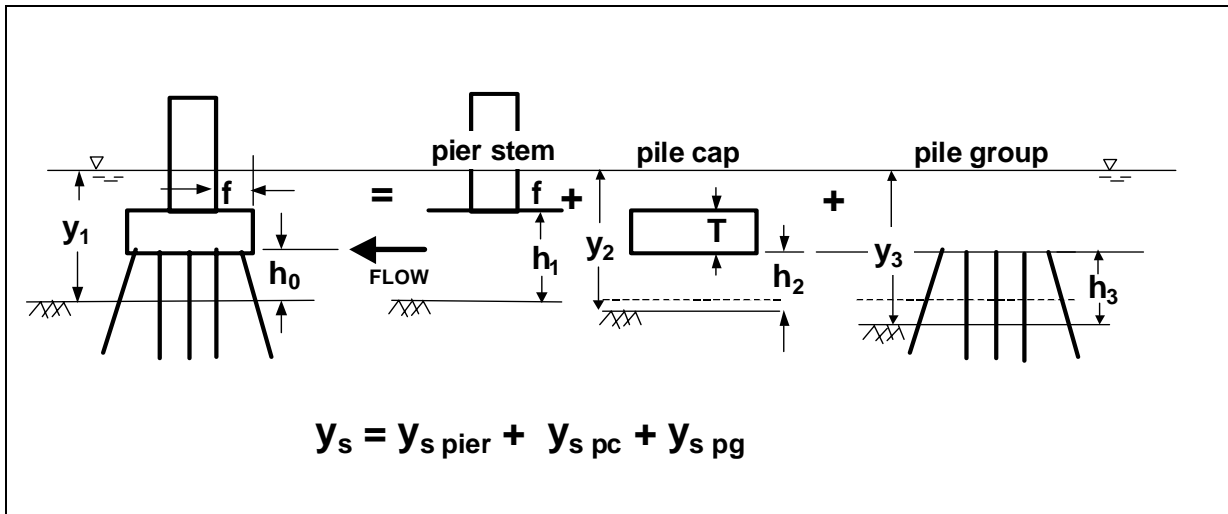 pier stem pile cap pile group
f = f + +
y₁ T
h₁ y₂ y₃
h₀ FLOW h₂ h₃
yₛ = yₛ pier + yₛ pc + yₛ pg